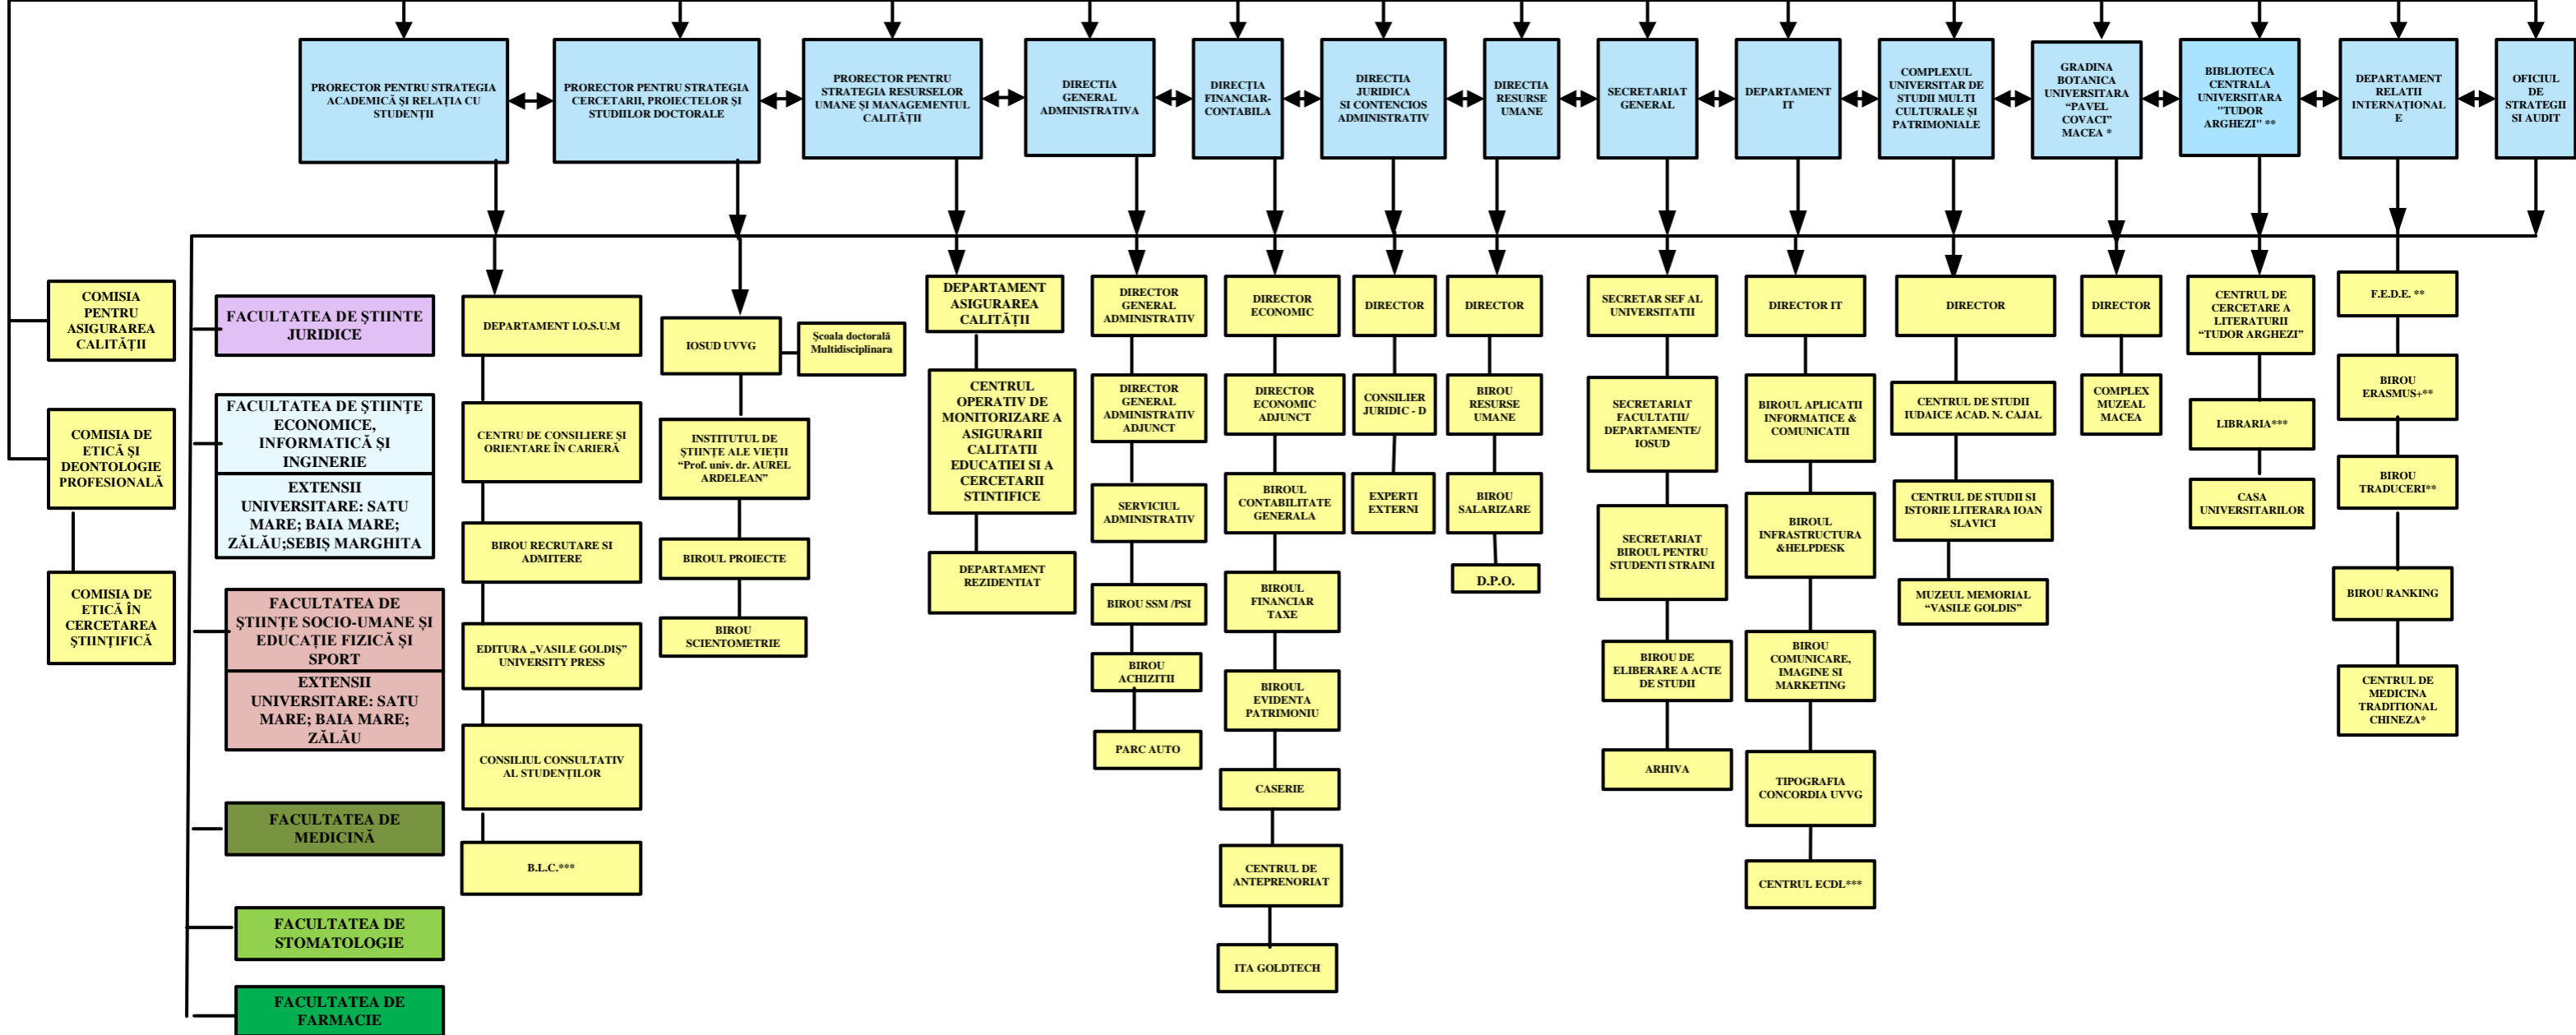 PRORECTOR PENTRU STRATEGIA
ACADEMICĂ ȘI RELAȚIA CU
STUDENȚII
PRORECTOR PENTRU STRATEGIA
CERCETARII, PROIECTELOR ȘI
STUDIILOR DOCTORALE
PRORECTOR PENTRU
STRATEGIA RESURSELOR
UMANE ȘI MANAGEMENTUL
CALITĂȚII
DIRECTIA
GENERAL
ADMINISTRATIVA
DIRECȚIA
FINANCIAR-
CONTABILA
DIRECTIA
JURIDICA
SI CONTENCIOS
ADMINISTRATIV
DIRECTIA
RESURSE
UMANE
SECRETARIAT
GENERAL
DEPARTAMENT
IT
COMPLEXUL
UNIVERSITAR DE
STUDII MULTI
CULTURALE ȘI
PATRIMONIALE
GRADINA
BOTANICA
UNIVERSITARA
“PAVEL
COVACI”
MACEA *
BIBLIOTECA
CENTRALA
UNIVERSITARA
"TUDOR
ARGHEZI" **
DEPARTAMENT
RELATII
INTERNAȚIONAL
E
OFICIUL
DE
STRATEGII
SI AUDIT
COMISIA
PENTRU
ASIGURAREA
CALITĂȚII
COMISIA DE
ETICĂ ȘI
DEONTOLOGIE
PROFESIONALĂ
COMISIA DE
ETICĂ ÎN
CERCETAREA
ȘTIINȚIFICĂ
FACULTATEA DE ȘTIINTE
JURIDICE
FACULTATEA DE ȘTIINȚE
ECONOMICE,
INFORMATICĂ ȘI
INGINERIE
EXTENSII
UNIVERSITARE: SATU
MARE; BAIA MARE;
ZĂLĂU;SEBIȘ MARGHITA
FACULTATEA DE
ȘTIINȚE SOCIO-UMANE ȘI
EDUCAȚIE FIZICĂ ȘI
SPORT
EXTENSII
UNIVERSITARE: SATU
MARE; BAIA MARE;
ZĂLĂU
FACULTATEA DE
MEDICINĂ
FACULTATEA DE
STOMATOLOGIE
FACULTATEA DE
FARMACIE
DEPARTAMENT I.O.S.U.M
CENTRU DE CONSILIERE ȘI
ORIENTARE ÎN CARIERĂ
BIROU RECRUTARE SI
ADMITERE
EDITURA „VASILE GOLDIȘ”
UNIVERSITY PRESS
CONSILIUL CONSULTATIV
AL STUDENȚILOR
B.L.C.***
IOSUD UVVG
Școala doctorală
Multidisciplinara
INSTITUTUL DE
ȘTIINȚE ALE VIEȚII
“Prof. univ. dr. AUREL
ARDELEAN”
BIROUL PROIECTE
BIROU
SCIENTOMETRIE
DEPARTAMENT
ASIGURAREA
CALITĂȚII
CENTRUL
OPERATIV DE
MONITORIZARE A
ASIGURARII
CALITATII
EDUCATIEI SI A
CERCETARII
STINTIFICE
DEPARTAMENT
REZIDENTIAT
DIRECTOR
GENERAL
ADMINISTRATIV
DIRECTOR
GENERAL
ADMINISTRATIV
ADJUNCT
SERVICIUL
ADMINISTRATIV
BIROU SSM /PSI
BIROU
ACHIZITII
PARC AUTO
DIRECTOR
ECONOMIC
DIRECTOR
ECONOMIC
ADJUNCT
BIROUL
CONTABILITATE
GENERALA
BIROUL
FINANCIAR
TAXE
BIROUL
EVIDENTA
PATRIMONIU
CASERIE
CENTRUL DE
ANTEPRENORIAT
ITA GOLDTECH
DIRECTOR
CONSILIER
JURIDIC - D
EXPERTI
EXTERNI
DIRECTOR
BIROU
RESURSE
UMANE
BIROU
SALARIZARE
D.P.O.
SECRETAR SEF AL
UNIVERSITATII
SECRETARIAT
FACULTATII/
DEPARTAMENTE/
IOSUD
SECRETARIAT
BIROUL PENTRU
STUDENTI STRAINI
BIROU DE
ELIBERARE A ACTE
DE STUDII
ARHIVA
DIRECTOR IT
BIROUL APLICATII
INFORMATICE &
COMUNICATII
BIROUL
INFRASTRUCTURA
&HELPDESK
BIROU
COMUNICARE,
IMAGINE SI
MARKETING
TIPOGRAFIA
CONCORDIA UVVG
CENTRUL ECDL***
DIRECTOR
CENTRUL DE STUDII
IUDAICE ACAD. N. CAJAL
CENTRUL DE STUDII SI
ISTORIE LITERARA IOAN
SLAVICI
MUZEUL MEMORIAL
“VASILE GOLDIS”
DIRECTOR
COMPLEX
MUZEAL
MACEA
CENTRUL DE
CERCETARE A
LITERATURII
“TUDOR ARGHEZI”
LIBRARIA***
CASA
UNIVERSITARILOR
F.E.D.E. **
BIROU
ERASMUS+**
BIROU
TRADUCERI**
BIROU RANKING
CENTRUL DE
MEDICINA
TRADITIONAL
CHINEZA*